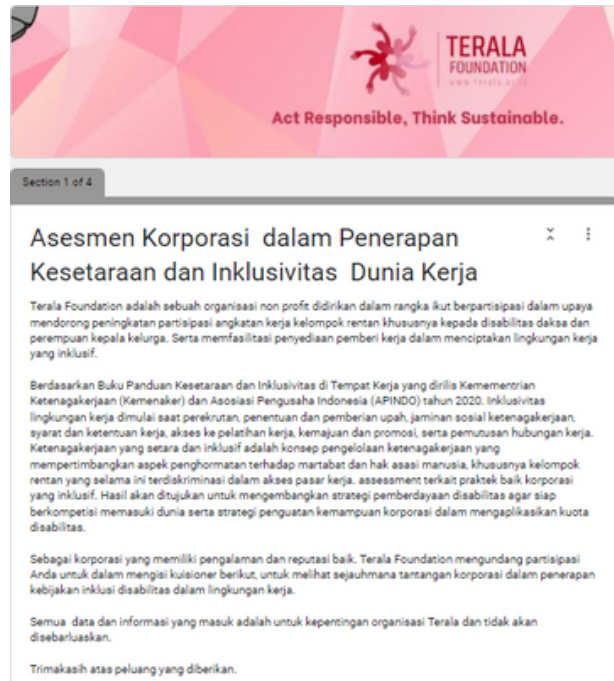 TERALA
FOUNDATION
www.terala.or.id
Act Responsible, Think Sustainable.
Section 1 of 4
Asesmen Korporasi dalam Penerapan
Kesetaraan dan Inklusivitas Dunia Kerja
Terala Foundation adalah sebuah organisasi non profit didirikan dalam rangka ikut berpartisipasi dalam upaya
mendorong peningkatan partisipasi angkatan kerja kelompok rentan khususnya kepada disabilitas daksa dan
perempuan kepala kelurga. Serta memfasilitasi penyediaan pemberi kerja dalam menciptakan lingkungan kerja
yang inklusif.
Berdasarkan Buku Panduan Kesetaraan dan Inklusivitas di Tempat Kerja yang dirilis Kemementrian
Ketenagakerjaan (Kemenaker) dan Asosiasi Pengusaha Indonesia (APINDO) tahun 2020. Inklusivitas
lingkungan kerja dimulai saat perekrutan, penentuan dan pemberian upah, jaminan sosial ketenagakerjaan,
syarat dan ketentuan kerja, akses ke pelatihan kerja, kemajuan dan promosi, serta pemutusan hubungan kerja.
Ketenagakerjaan yang setara dan inklusif adalah konsep pengelolaan ketenagakerjaan yang
mempertimbangkan aspek penghormatan terhadap martabat dan hak asasi manusia, khususnya kelompok
rentan yang selama ini terdiskriminasi dalam akses pasar kerja. assessment terkait praktek baik korporasi
yang inklusif. Hasil akan ditujukan untuk mengembangkan strategi pemberdayaan disabilitas agar siap
berkompetisi memasuki dunia serta strategi penguatan kemampuan korporasi dalam mengaplikasikan kuota
disabilitas.
Sebagai korporasi yang memiliki pengalaman dan reputasi baik. Terala Foundation mengundang partisipasi
Anda untuk dalam mengisi kuisioner berikut, untuk melihat sejauhmana tantangan korporasi dalam penerapan
kebijakan inklusi disabilitas dalam lingkungan kerja.
Semua data dan informasi yang masuk adalah untuk kepentingan organisasi Terala dan tidak akan
disebarluaskan.
Trimakasih atas peluang yang diberikan.